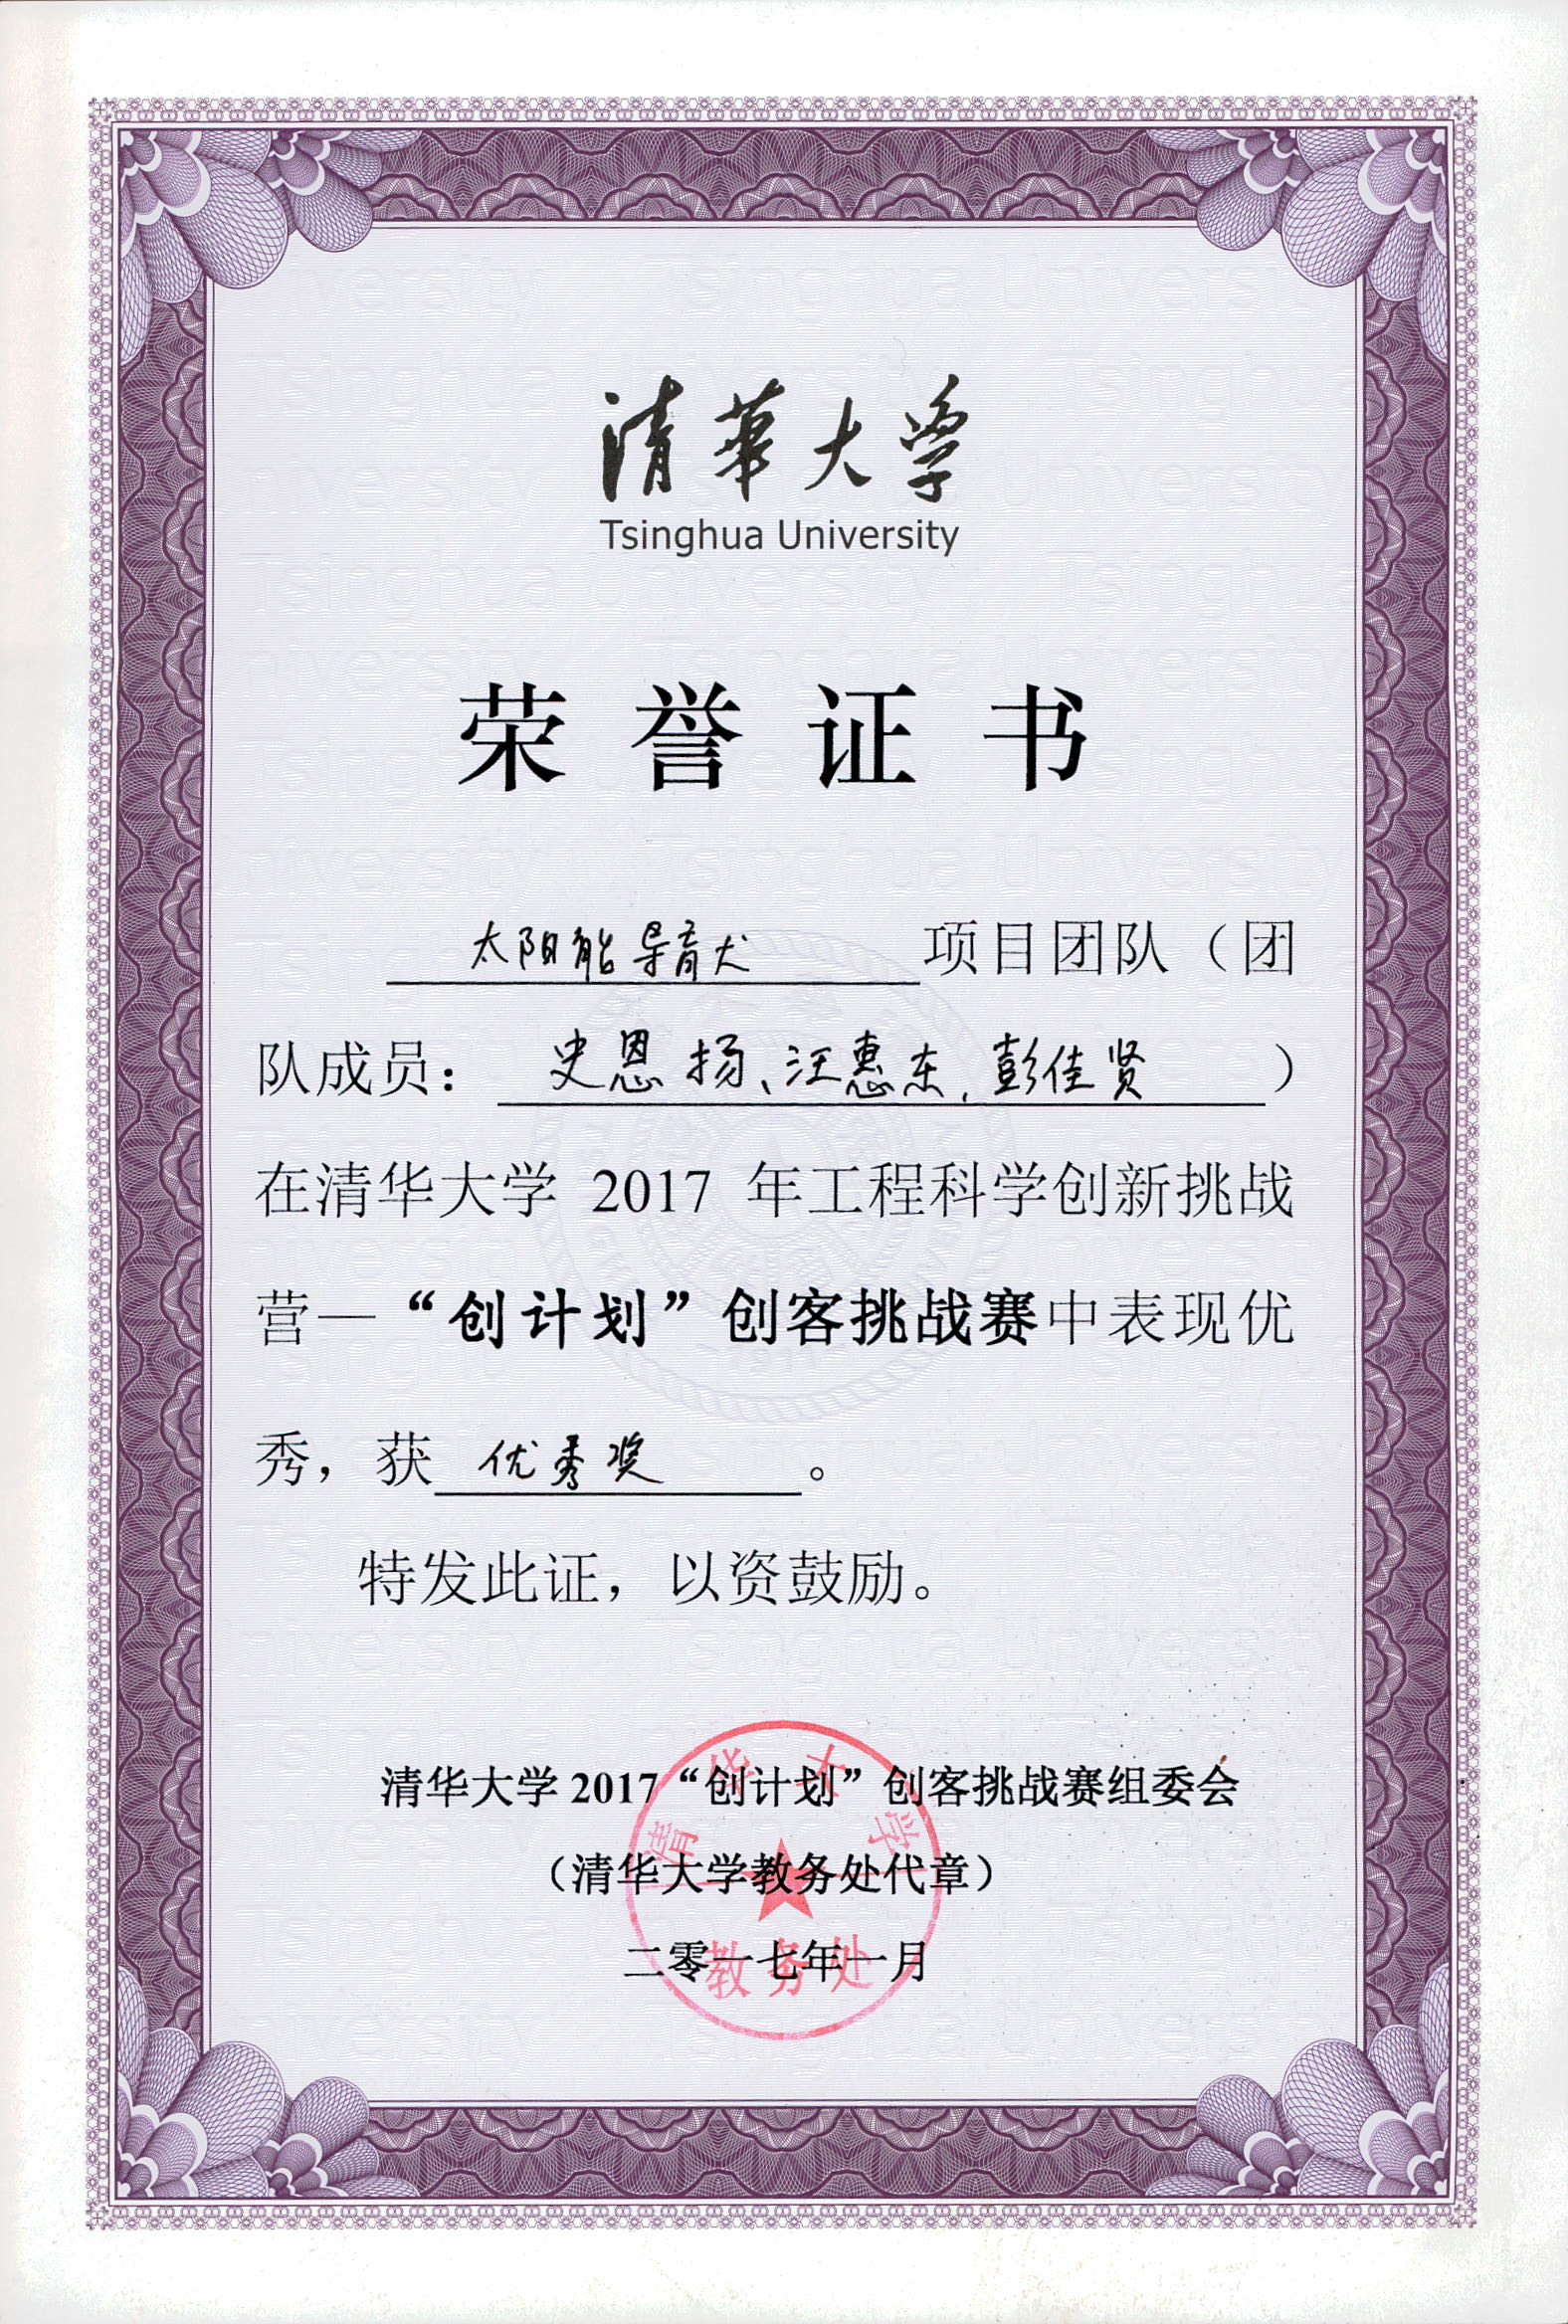 清華大学
Tsinghua University
荣誉证书
太阳能导盲犬项目团队（团
队成员：史恩扬、汪惠东、彭佳贤）
在清华大学 2017 年工程科学创新挑战
营—“创计划”创客挑战赛中表现优
秀，获优秀奖。
特发此证，以资鼓励。
清华大学 2017“创计划”创客挑战赛组委会
（清华大学教务处代章）
二零一七年一月
清华大学
教务处